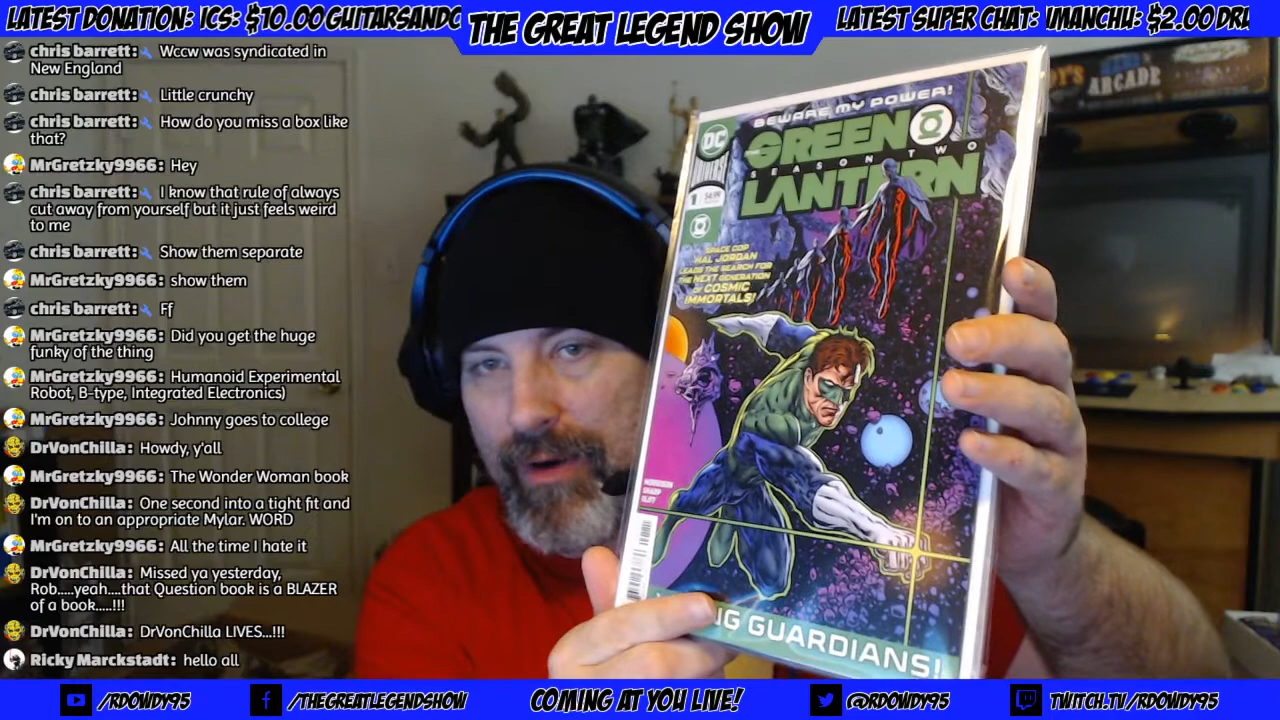 LATEST DONATION: ICS: $10.00 GUITARSAND
THE GREAT LEGEND SHOW
LATEST SUPER CHAT: IMANCHU: $2.00 DRU
chris barrett: Wccw was syndicated in
New England
chris barrett: Little crunchy
chris barrett: How do you miss a box like
that?
MrGretzky9966: Hey
chris barrett: I know that rule of always
cut away from yourself but it just feels weird
to me
chris barrett: Show them separate
MrGretzky9966: show them
chris barrett: Ff
MrGretzky9966: Did you get the huge
funky of the thing
MrGretzky9966: Humanoid Experimental
Robot, B-type, Integrated Electronics)
MrGretzky9966: Johnny goes to college
DrVonChilla: Howdy, y'all
MrGretzky9966: The Wonder Woman book
DrVonChilla: One second into a tight fit and
I'm on to an appropriate Mylar. WORD
MrGretzky9966: All the time I hate it
DrVonChilla: Missed ya yesterday,
Rob.....yeah....that Question book is a BLAZER
of a book.....!!!
DrVonChilla: DrVonChilla LIVES...!!!
Ricky Marckstadt: hello all
BEWARE MY POWER!
DC
GREEN
SEASON TWO
LANTERN
1
SPACE COP
HAL JORDAN
LEADS THE SEARCH FOR
THE NEXT GENERATION
OF COSMIC
IMMORTALS!
MORRISON
SHARP
GUARDIANS!
ARCADE
/RDOWDY95
/THEGREATLEGENDSHOW
COMING AT YOU LIVE!
@RDOWDY95
TWITCH.TV/RDOWDY95